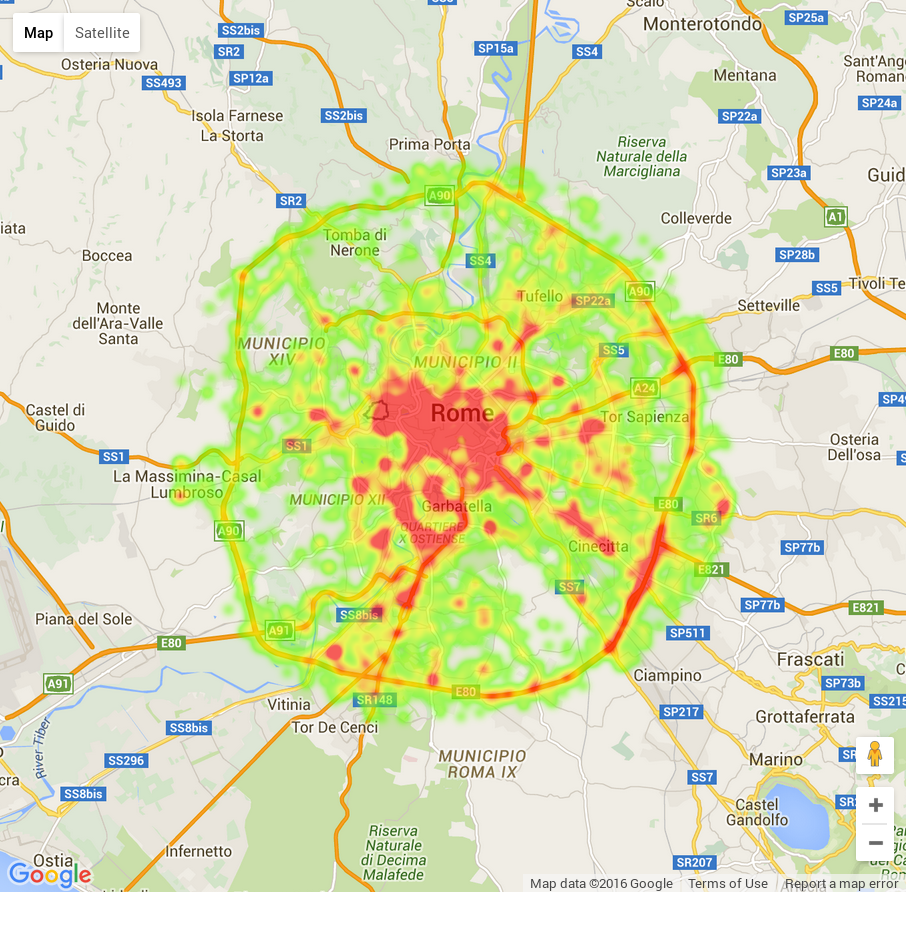 Scalo
Map
Satellite
Monterotondo
SP25a
SS2bis
SR2
SP15a
SS4
Osteria Nuova
SS493
SP12a
Mentana
Sant'Ang
Romano
SP24a
Isola Farnese
La Storta
SS2bis
SP22a
Prima Porta
Riserva
Naturale della
Marcigliana
SP23a
Guid
A90
SR2
Colleverde
A1
Tomba di
Nerone
Boccea
SS4
SP28b
A90
SS5
Tivoli Te
Tufello
SP22a
Setteville
Monte
dell'Ara-Valle
Santa
MUNICIPIO
XIV
SS5
E80
E80
MUNICIPIO II
A24
Castel di
Guido
Rome
Tor Sapienza
SS1
SS1
Osteria
Dell'osa
La Massimina-Casal
Lumbroso
MUNICIPIO XII
Garbatella
E80
SR6
A90
QUARTIERE
X OSTIENSE
Cinecitta
SP77b
E821
SS7
SP77b
E821
Piana del Sole
SS8bis
A91
E80
SP511
Frascati
A91
Ciampino
SP73b
E80
SR148
Vitinia
SP217
Grottaferrata
SS215
Tor De Cenci
SS8bis
River Tiber
SS296
MUNICIPIO
ROMA IX
Marino
SS7
SS8bis
Castel
Gandolfo
Riserva
Naturale
di Decima
Malafede
Infernetto
Ostia
SR207
Google
Map data ©2016 Google
Terms of Use
Report a map error